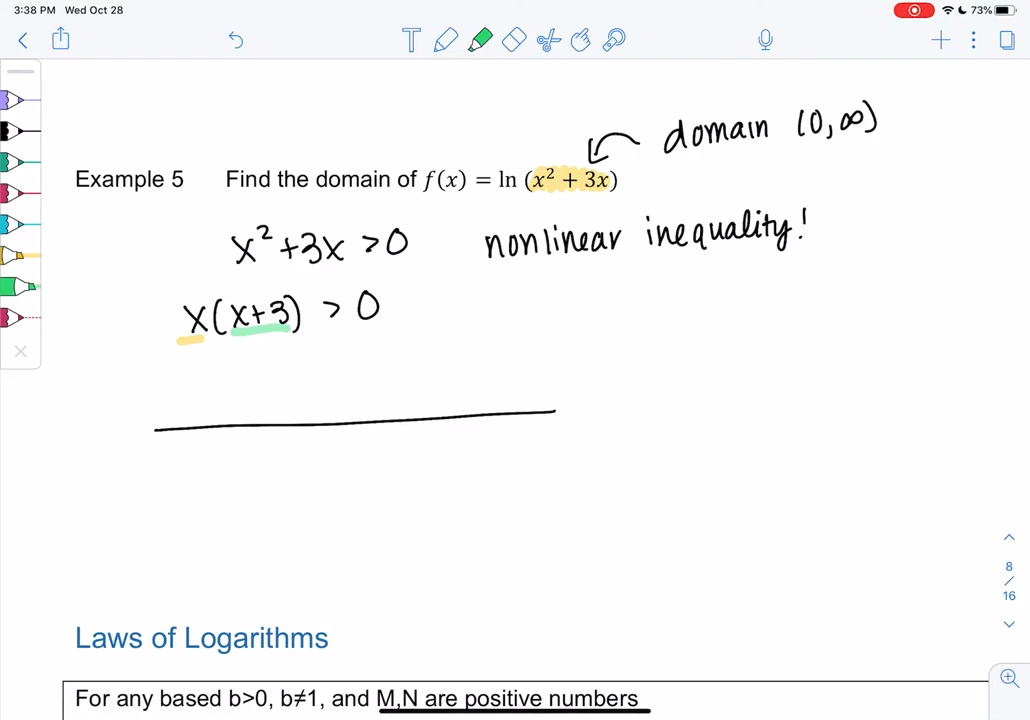 3:38 PM Wed Oct 28
73%
domain (0, ∞)
Example 5 Find the domain of f(x) = ln (x² + 3x)
x² + 3x > 0 nonlinear inequality!
x(x+3) > 0
8
/
16
Laws of Logarithms
For any based b>0, b≠1, and M,N are positive numbers